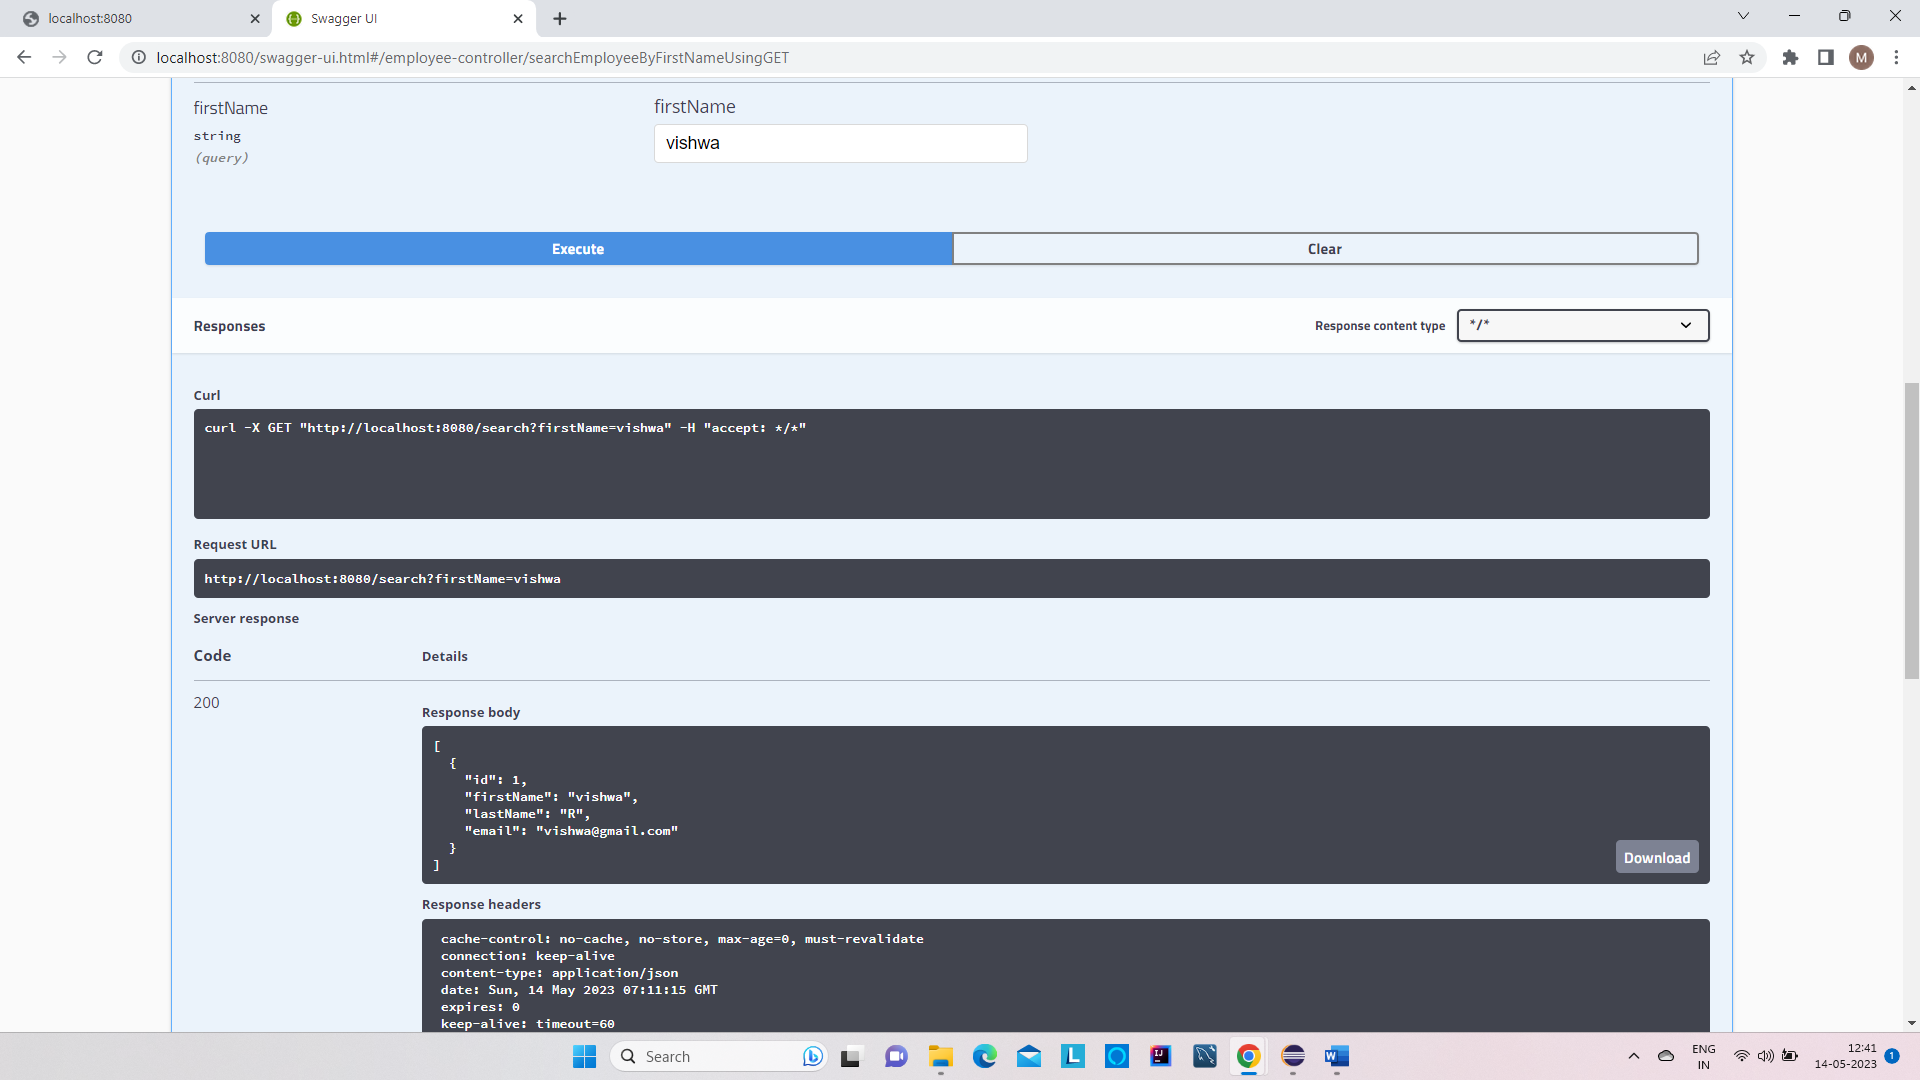 localhost:8080
Swagger UI
localhost:8080/swagger-ui.html#/employee-controller/searchEmployeeByFirstNameUsingGET
M
firstName
string
(query)
firstName
vishwa
Execute
Clear
Responses
Response content type
*/*
Curl
curl -X GET "http://localhost:8080/search?firstName=vishwa" -H "accept: */*"
Request URL
http://localhost:8080/search?firstName=vishwa
Server response
Code
Details
200
Response body
[
  {
    "id": 1,
    "firstName": "vishwa",
    "lastName": "R",
    "email": "vishwa@gmail.com"
  }
]
Download
Response headers
cache-control: no-cache, no-store, max-age=0, must-revalidate
connection: keep-alive
content-type: application/json
date: Sun, 14 May 2023 07:11:15 GMT
expires: 0
keep-alive: timeout=60
Search
L
IJ
W
ENG
IN
12:41
14-05-2023
1